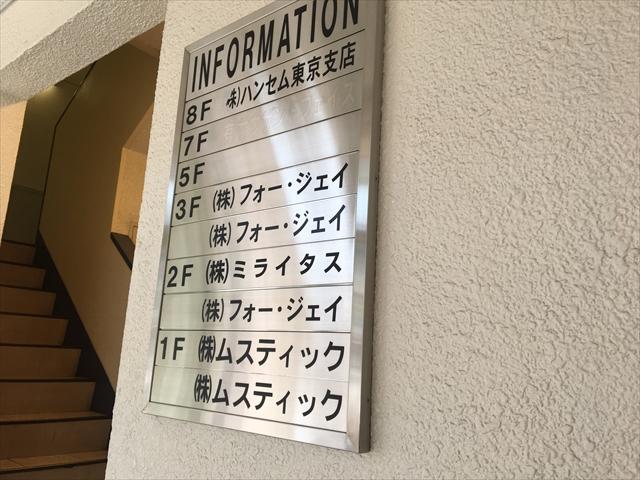 INFORMATION
8F ㈱ハンセム東京支店
7F
5F
3F (株)フォー・ジェイ
(株)フォー・ジェイ
2F (株)ミライタス
(株)フォー・ジェイ
1F (株)ムスティック
(株)ムスティック